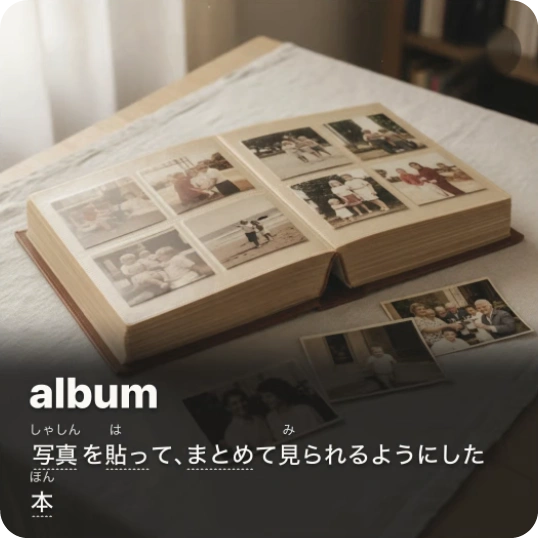 album
しゃしん は み
写真を貼って、まとめて見られるようにした
ほん
本